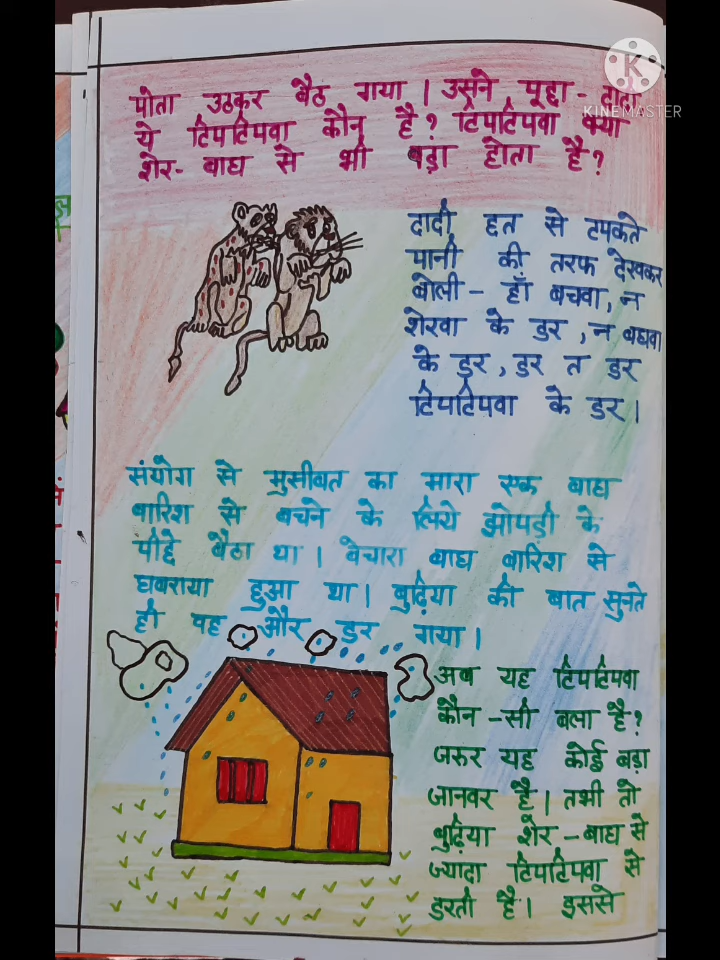 पोता उठकर बैठ गया। उसने पूछा - दादी
ये टिपटिपवा कौन है? टिपटिपवा क्या
शेर-बाघ से भी बड़ा होता है?
KINEMASTER
दादी छत से टपकते
पानी की तरफ देखकर
बोली - हाँ बचवा, न
शेरवा के डर, न बघवा
के डर, डर त डर
टिपटिपवा के डर।
संयोग से मुसीबत का मारा एक बाघ
बारिश से बचने के लिये झोपड़ी के
पीछे बैठा था। बेचारा बाघ बारिश से
घबराया हुआ था। बुढ़िया की बात सुनते
ही वह और डर गया।
अब यह टिपटिपवा
कौन-सी बला है?
जरुर यह कोई बड़ा
जानवर है। तभी तो
बुढ़िया शेर-बाघ से
ज्यादा टिपटिपवा से
डरती है। इससे